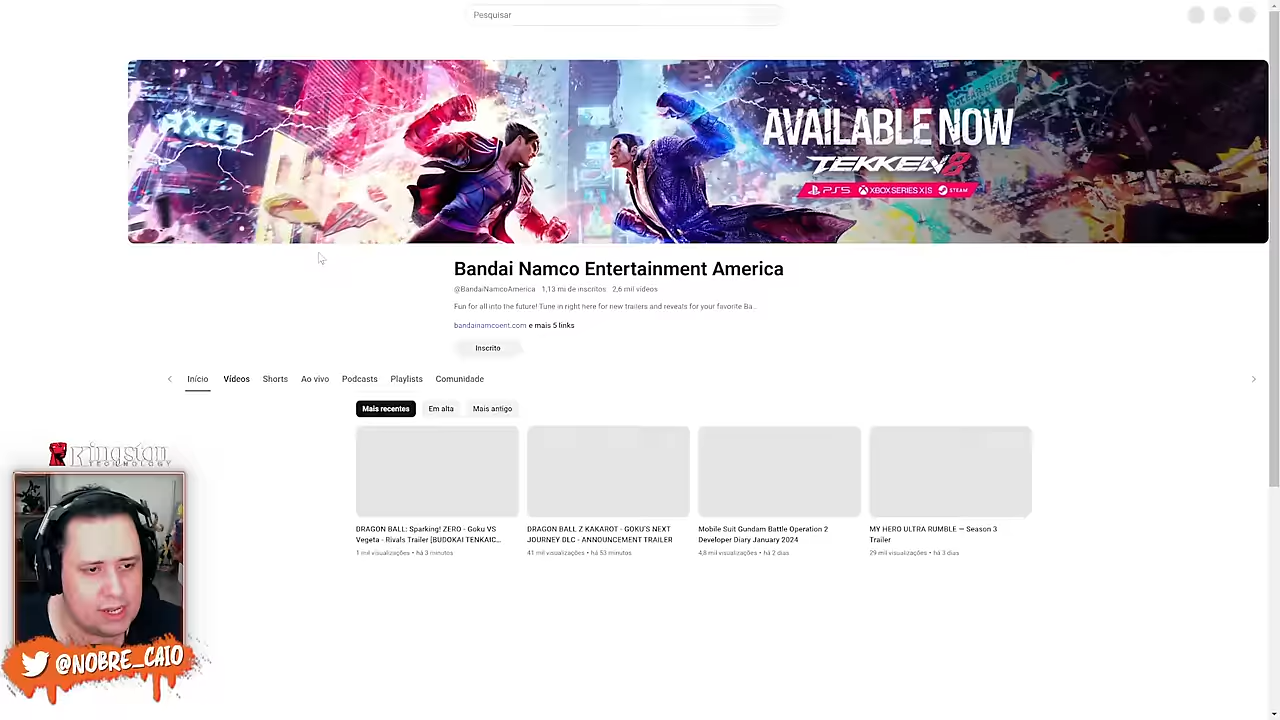 Pesquisar
AXES
OCEAN BREEZE
AVAILABLE NOW
TEKKEN 8
PS5 XBOX SERIES X|S STEAM
Bandai Namco Entertainment America
@BandaiNamcoAmerica 1,13 mi de inscritos 2,6 mil vídeos
Fun for all into the future! Tune in right here for new trailers and reveals for your favorite Ba...
bandainamcoent.com e mais 5 links
Inscrito
Início Vídeos Shorts Ao vivo Podcasts Playlists Comunidade
Mais recentes Em alta Mais antigo
DRAGON BALL: Sparking! ZERO - Goku VS
Vegeta - Rivals Trailer [BUDOKAI TENKAIC...
1 mil visualizações • há 3 minutos
DRAGON BALL Z KAKAROT - GOKU'S NEXT
JOURNEY DLC - ANNOUNCEMENT TRAILER
41 mil visualizações • há 53 minutos
Mobile Suit Gundam Battle Operation 2
Developer Diary January 2024
4,8 mil visualizações • há 2 dias
MY HERO ULTRA RUMBLE — Season 3
Trailer
29 mil visualizações • há 3 dias
Kingston
TECHNOLOGY
@NOBRE_CAIO